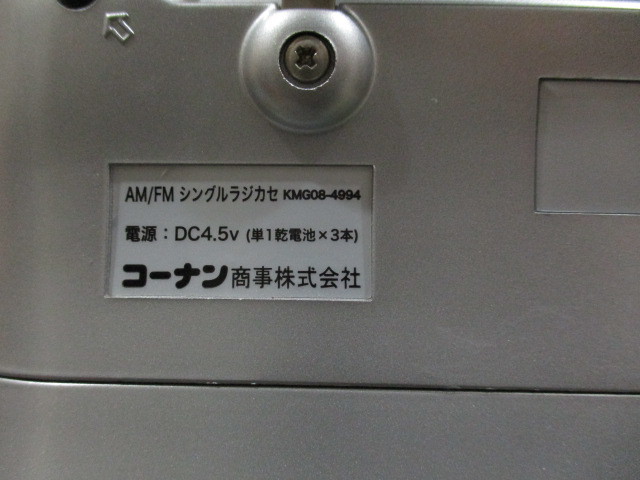 AM/FM シングルラジカセ KMG08-4994
電源：DC4.5v (単1乾電池×3本)
コーナン商事株式会社